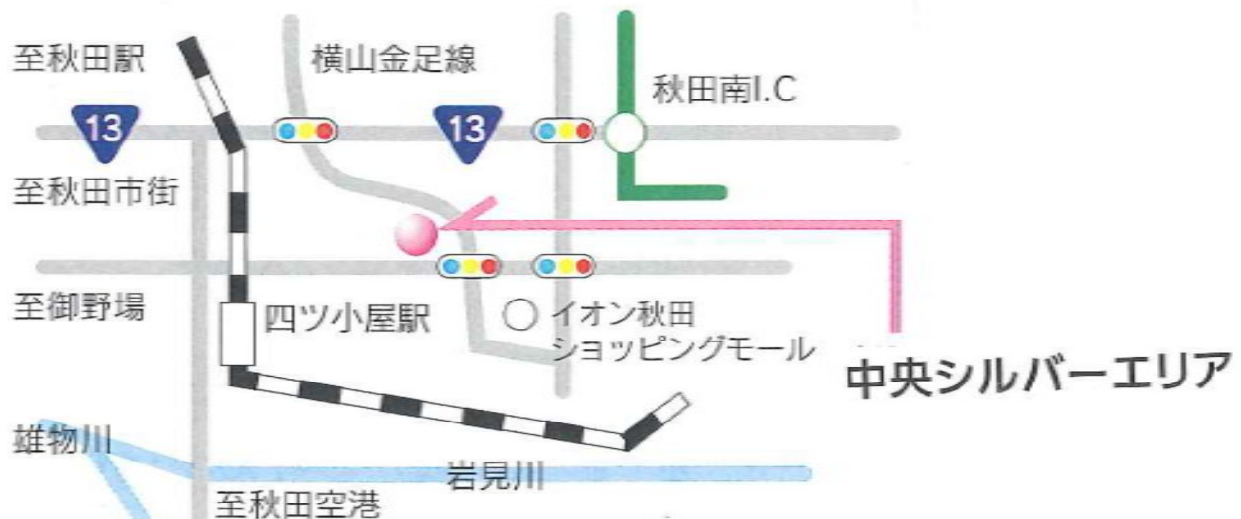 至秋田駅
横山金足線
秋田南I.C
13
13
至秋田市街
至御野場
四ツ小屋駅
イオン秋田
ショッピングモール
中央シルバーエリア
雄物川
岩見川
至秋田空港